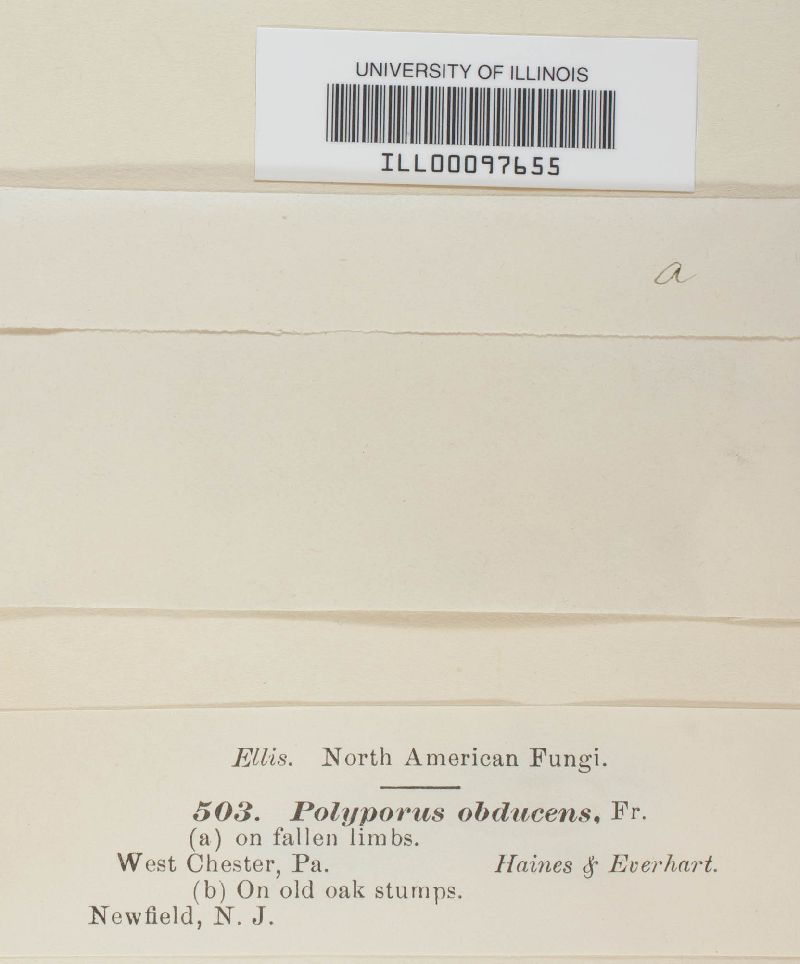 UNIVERSITY OF ILLINOIS
ILL00097655
a
Ellis. North American Fungi.
503. Polyporus obducens, Fr.
(a) on fallen limbs.
West Chester, Pa. Haines & Everhart.
(b) On old oak stumps.
Newfield, N. J.